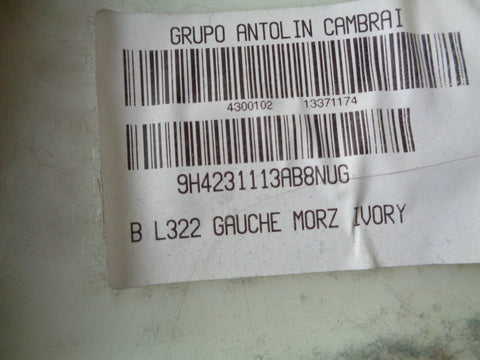 GRUPO ANTOLIN CAMBRAI
4300102 13371174
9H4231113AB8NUG
B L322 GAUCHE MORZ IVORY